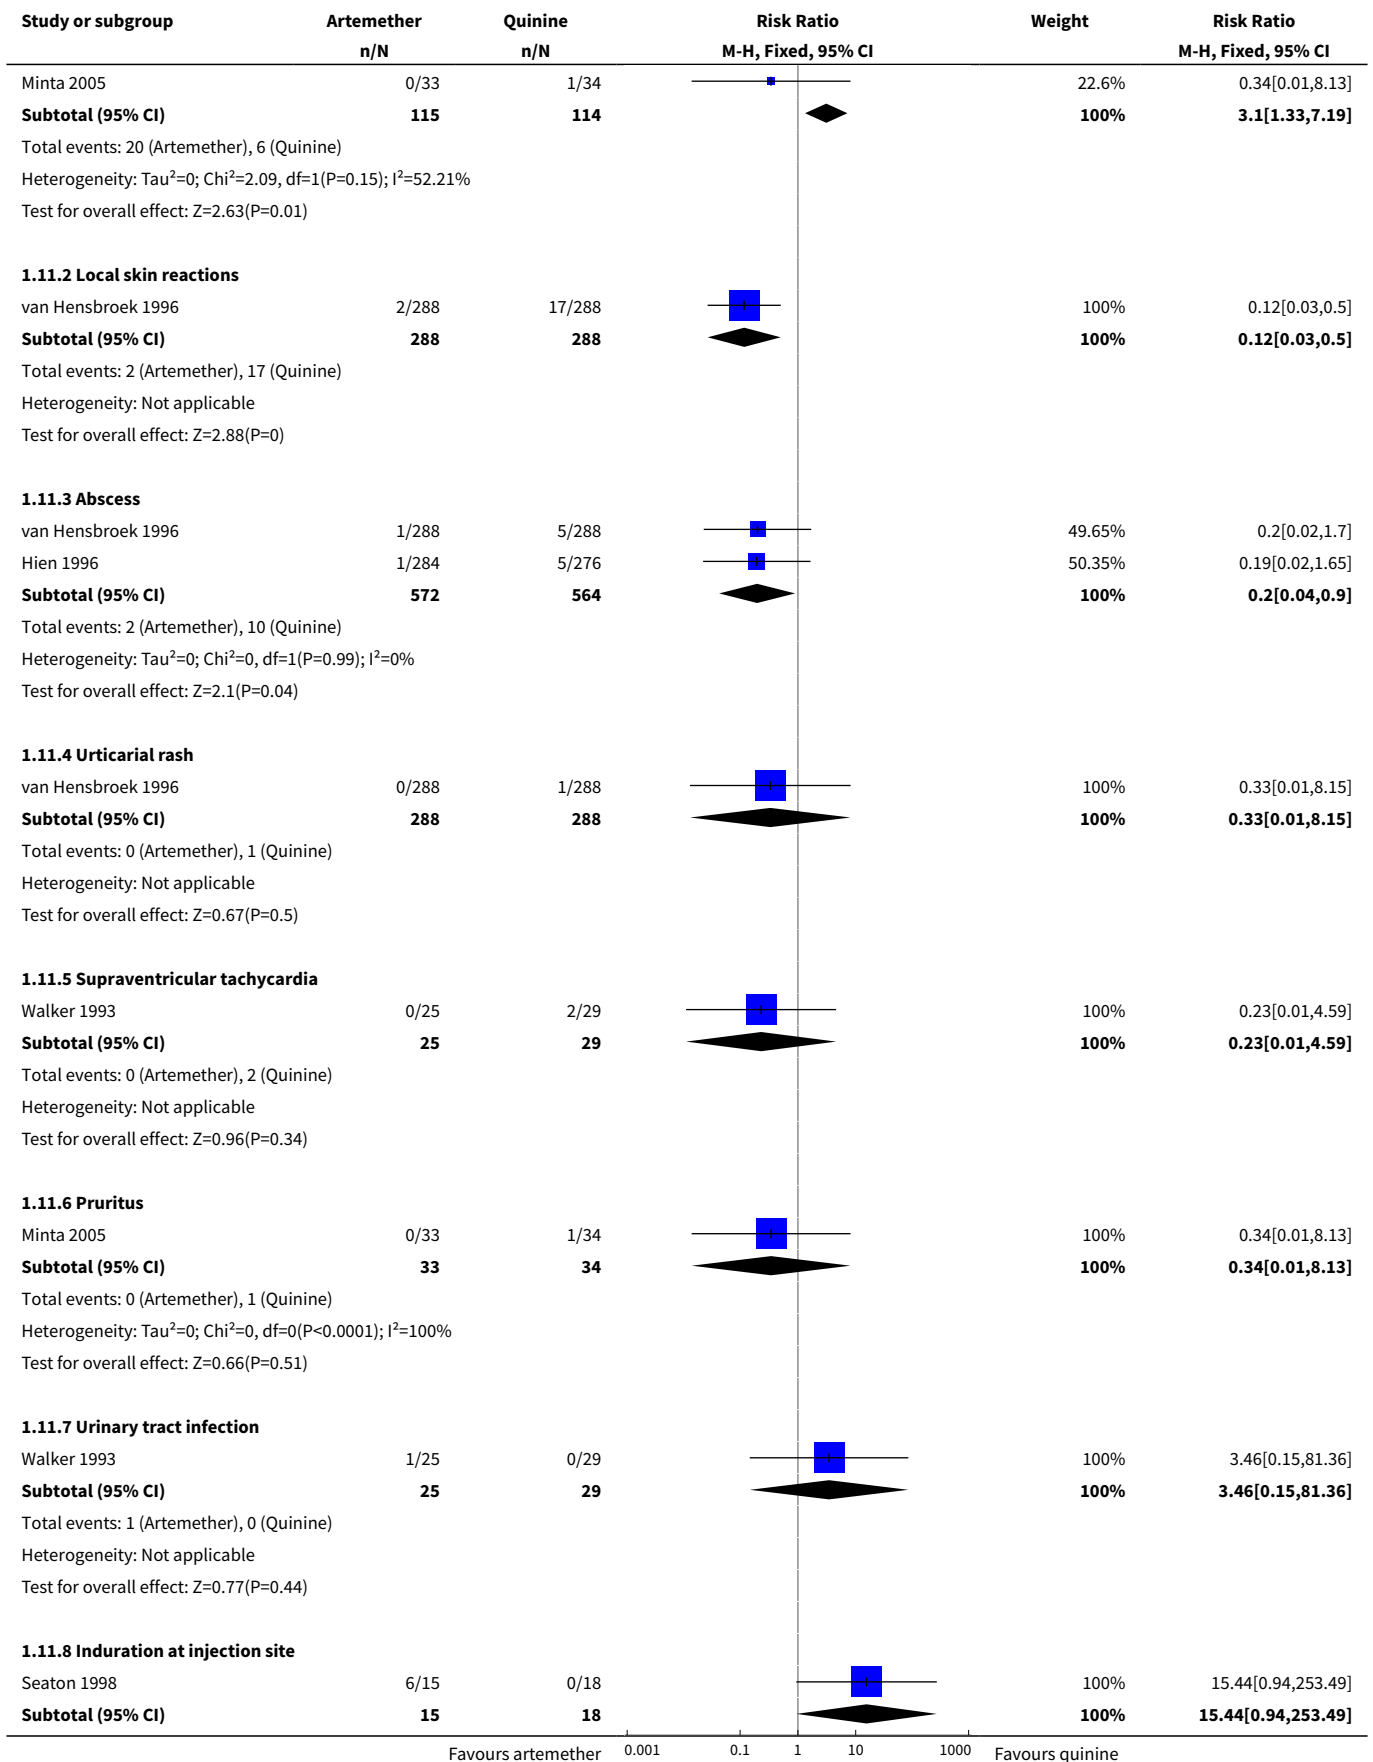 Study or subgroup Artemether Quinine Risk Ratio Weight Risk Ratio
n/N n/N M-H, Fixed, 95% CI M-H, Fixed, 95% CI
Minta 2005 0/33 1/34 22.6% 0.34[0.01,8.13]
Subtotal (95% CI) 115 114 100% 3.1[1.33,7.19]
Total events: 20 (Artemether), 6 (Quinine)
Heterogeneity: Tau²=0; Chi²=2.09, df=1(P=0.15); I²=52.21%
Test for overall effect: Z=2.63(P=0.01)
1.11.2 Local skin reactions
van Hensbroek 1996 2/288 17/288 100% 0.12[0.03,0.5]
Subtotal (95% CI) 288 288 100% 0.12[0.03,0.5]
Total events: 2 (Artemether), 17 (Quinine)
Heterogeneity: Not applicable
Test for overall effect: Z=2.88(P=0)
1.11.3 Abscess
van Hensbroek 1996 1/288 5/288 49.65% 0.2[0.02,1.7]
Hien 1996 1/284 5/276 50.35% 0.19[0.02,1.65]
Subtotal (95% CI) 572 564 100% 0.2[0.04,0.9]
Total events: 2 (Artemether), 10 (Quinine)
Heterogeneity: Tau²=0; Chi²=0, df=1(P=0.99); I²=0%
Test for overall effect: Z=2.1(P=0.04)
1.11.4 Urticarial rash
van Hensbroek 1996 0/288 1/288 100% 0.33[0.01,8.15]
Subtotal (95% CI) 288 288 100% 0.33[0.01,8.15]
Total events: 0 (Artemether), 1 (Quinine)
Heterogeneity: Not applicable
Test for overall effect: Z=0.67(P=0.5)
1.11.5 Supraventricular tachycardia
Walker 1993 0/25 2/29 100% 0.23[0.01,4.59]
Subtotal (95% CI) 25 29 100% 0.23[0.01,4.59]
Total events: 0 (Artemether), 2 (Quinine)
Heterogeneity: Not applicable
Test for overall effect: Z=0.96(P=0.34)
1.11.6 Pruritus
Minta 2005 0/33 1/34 100% 0.34[0.01,8.13]
Subtotal (95% CI) 33 34 100% 0.34[0.01,8.13]
Total events: 0 (Artemether), 1 (Quinine)
Heterogeneity: Tau²=0; Chi²=0, df=0(P<0.0001); I²=100%
Test for overall effect: Z=0.66(P=0.51)
1.11.7 Urinary tract infection
Walker 1993 1/25 0/29 100% 3.46[0.15,81.36]
Subtotal (95% CI) 25 29 100% 3.46[0.15,81.36]
Total events: 1 (Artemether), 0 (Quinine)
Heterogeneity: Not applicable
Test for overall effect: Z=0.77(P=0.44)
1.11.8 Induration at injection site
Seaton 1998 6/15 0/18 100% 15.44[0.94,253.49]
Subtotal (95% CI) 15 18 100% 15.44[0.94,253.49]
Favours artemether 0.001 0.1 1 10 1000 Favours quinine